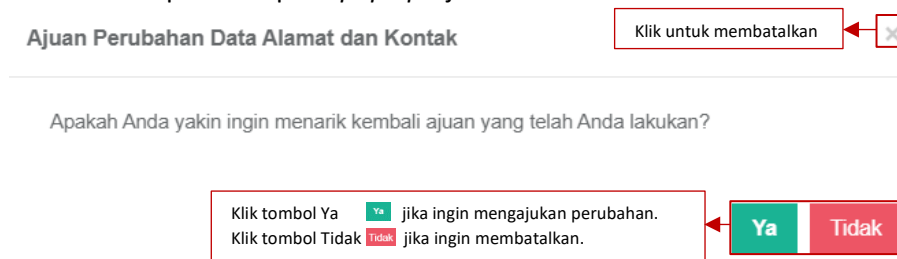 Ajuan Perubahan Data Alamat dan Kontak
Klik untuk membatalkan
×
Apakah Anda yakin ingin menarik kembali ajuan yang telah Anda lakukan?
Klik tombol Ya Ya jika ingin mengajukan perubahan.
Klik tombol Tidak Tidak jika ingin membatalkan.
Ya Tidak